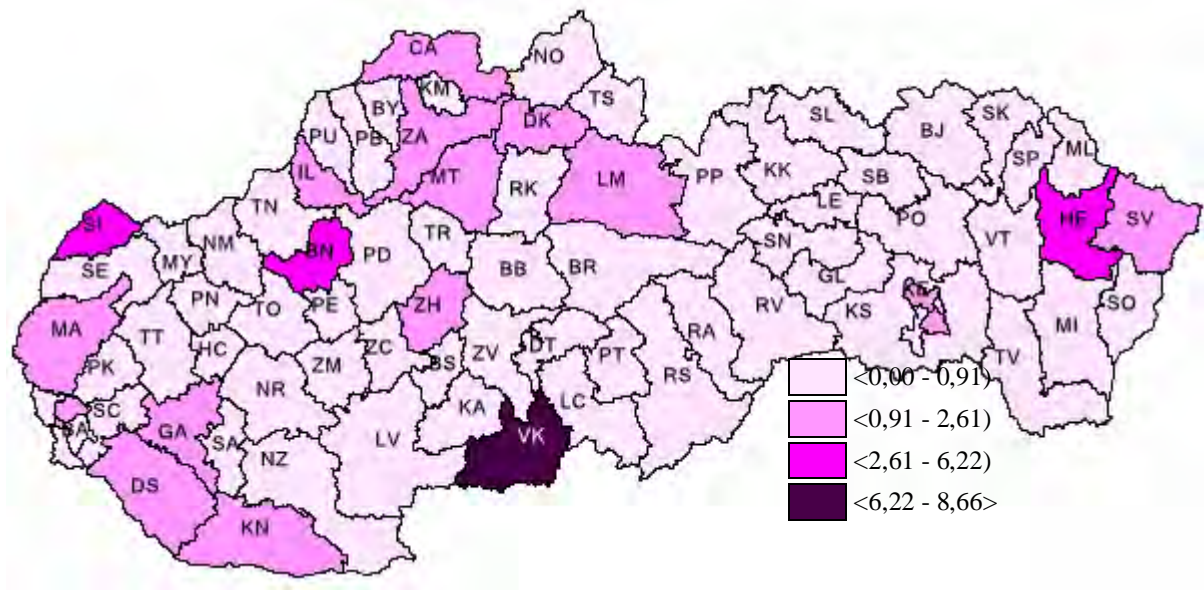 CA
NO
KM
TS
BY
PU
PB
ZA
DK
SL
BJ
SK
SP
ML
IL
MT
RK
LM
PP
KK
SB
LE
TN
SI
NM
MY
SE
BN
PD
TR
BB
BR
SN
PO
VT
HE
SV
GL
PN
TO
PE
ZH
RV
KS
KE
MI
SO
MA
TT
HC
PK
ZM
ZC
BS
ZV
DT
PT
RA
RS
TV
NR
KA
LC
SC
BA
GA
SA
NZ
LV
VK
DS
KN
<0,00 - 0,91)
<0,91 - 2,61)
<2,61 - 6,22)
<6,22 - 8,66>